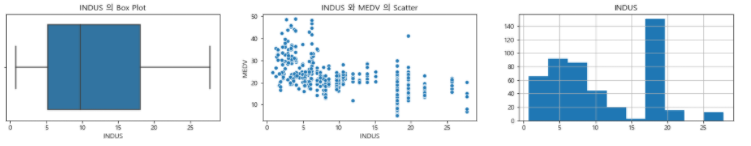 INDUS 의 Box Plot
0 5 10 15 20 25
INDUS
INDUS 와 MEDV 의 Scatter
50
40
30
20
10
MEDV
0 5 10 15 20 25
INDUS
INDUS
140
120
100
80
60
40
20
0
0 5 10 15 20 25